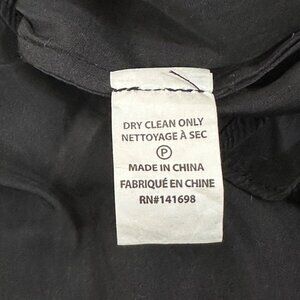 DRY CLEAN ONLY
NETTOYAGE À SEC
P
MADE IN CHINA
FABRIQUÉ EN CHINE
RN#141698